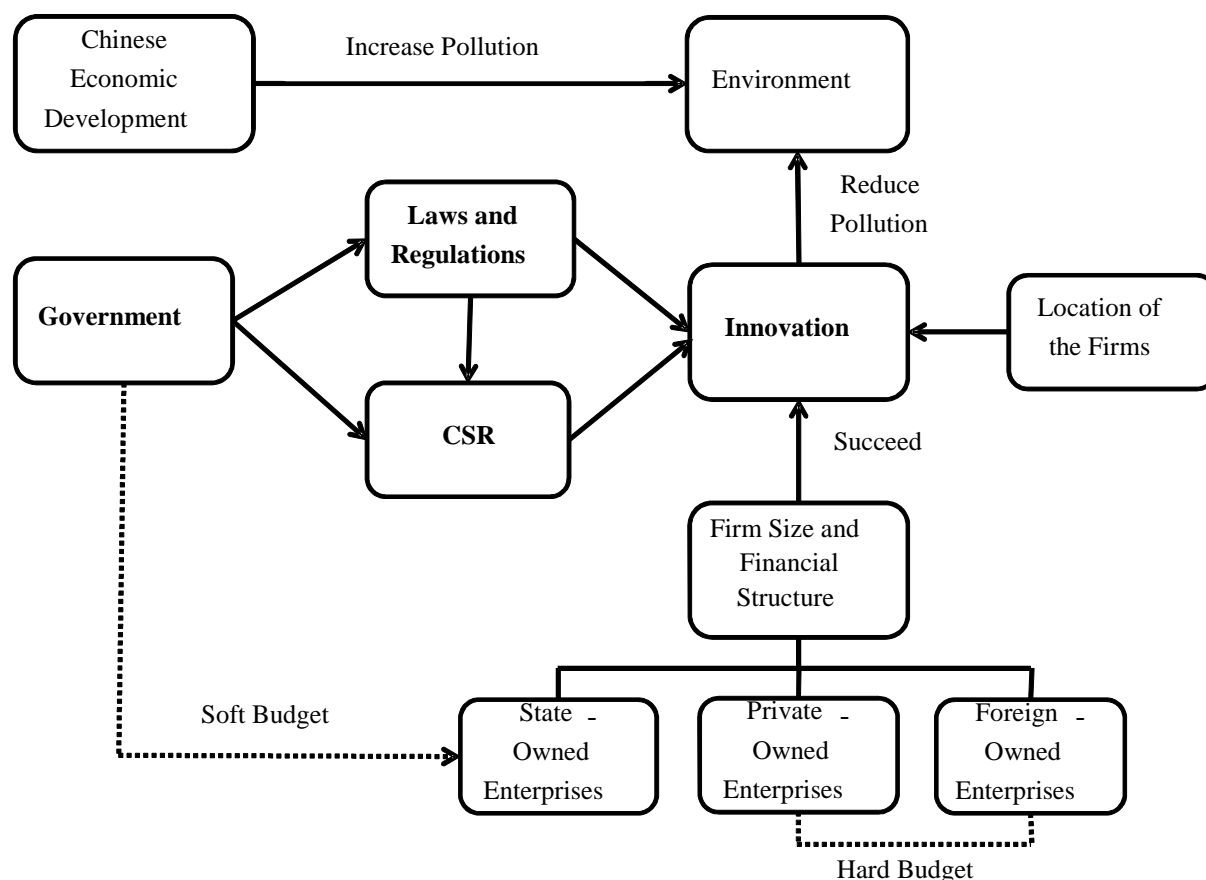 Chinese
Economic
Development
Increase Pollution
Environment
Reduce
Pollution
Laws and
Regulations
Government
Innovation
Location of
the Firms
CSR
Succeed
Firm Size and
Financial
Structure
Soft Budget
State -
Owned
Enterprises
Private -
Owned
Enterprises
Foreign -
Owned
Enterprises
Hard Budget